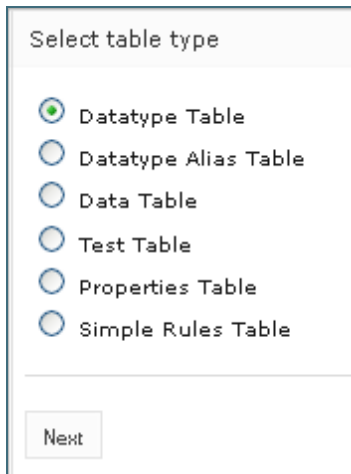 Select table type
Datatype Table
Datatype Alias Table
Data Table
Test Table
Properties Table
Simple Rules Table
Next